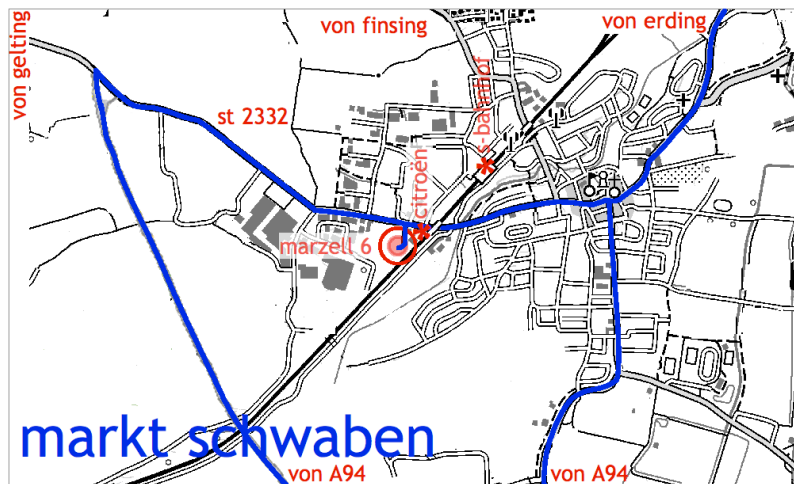 von gelting
von finsing
von erding
s-bahnhof
st 2332
citroën
marzell 6
markt schwaben
von A94
von A94